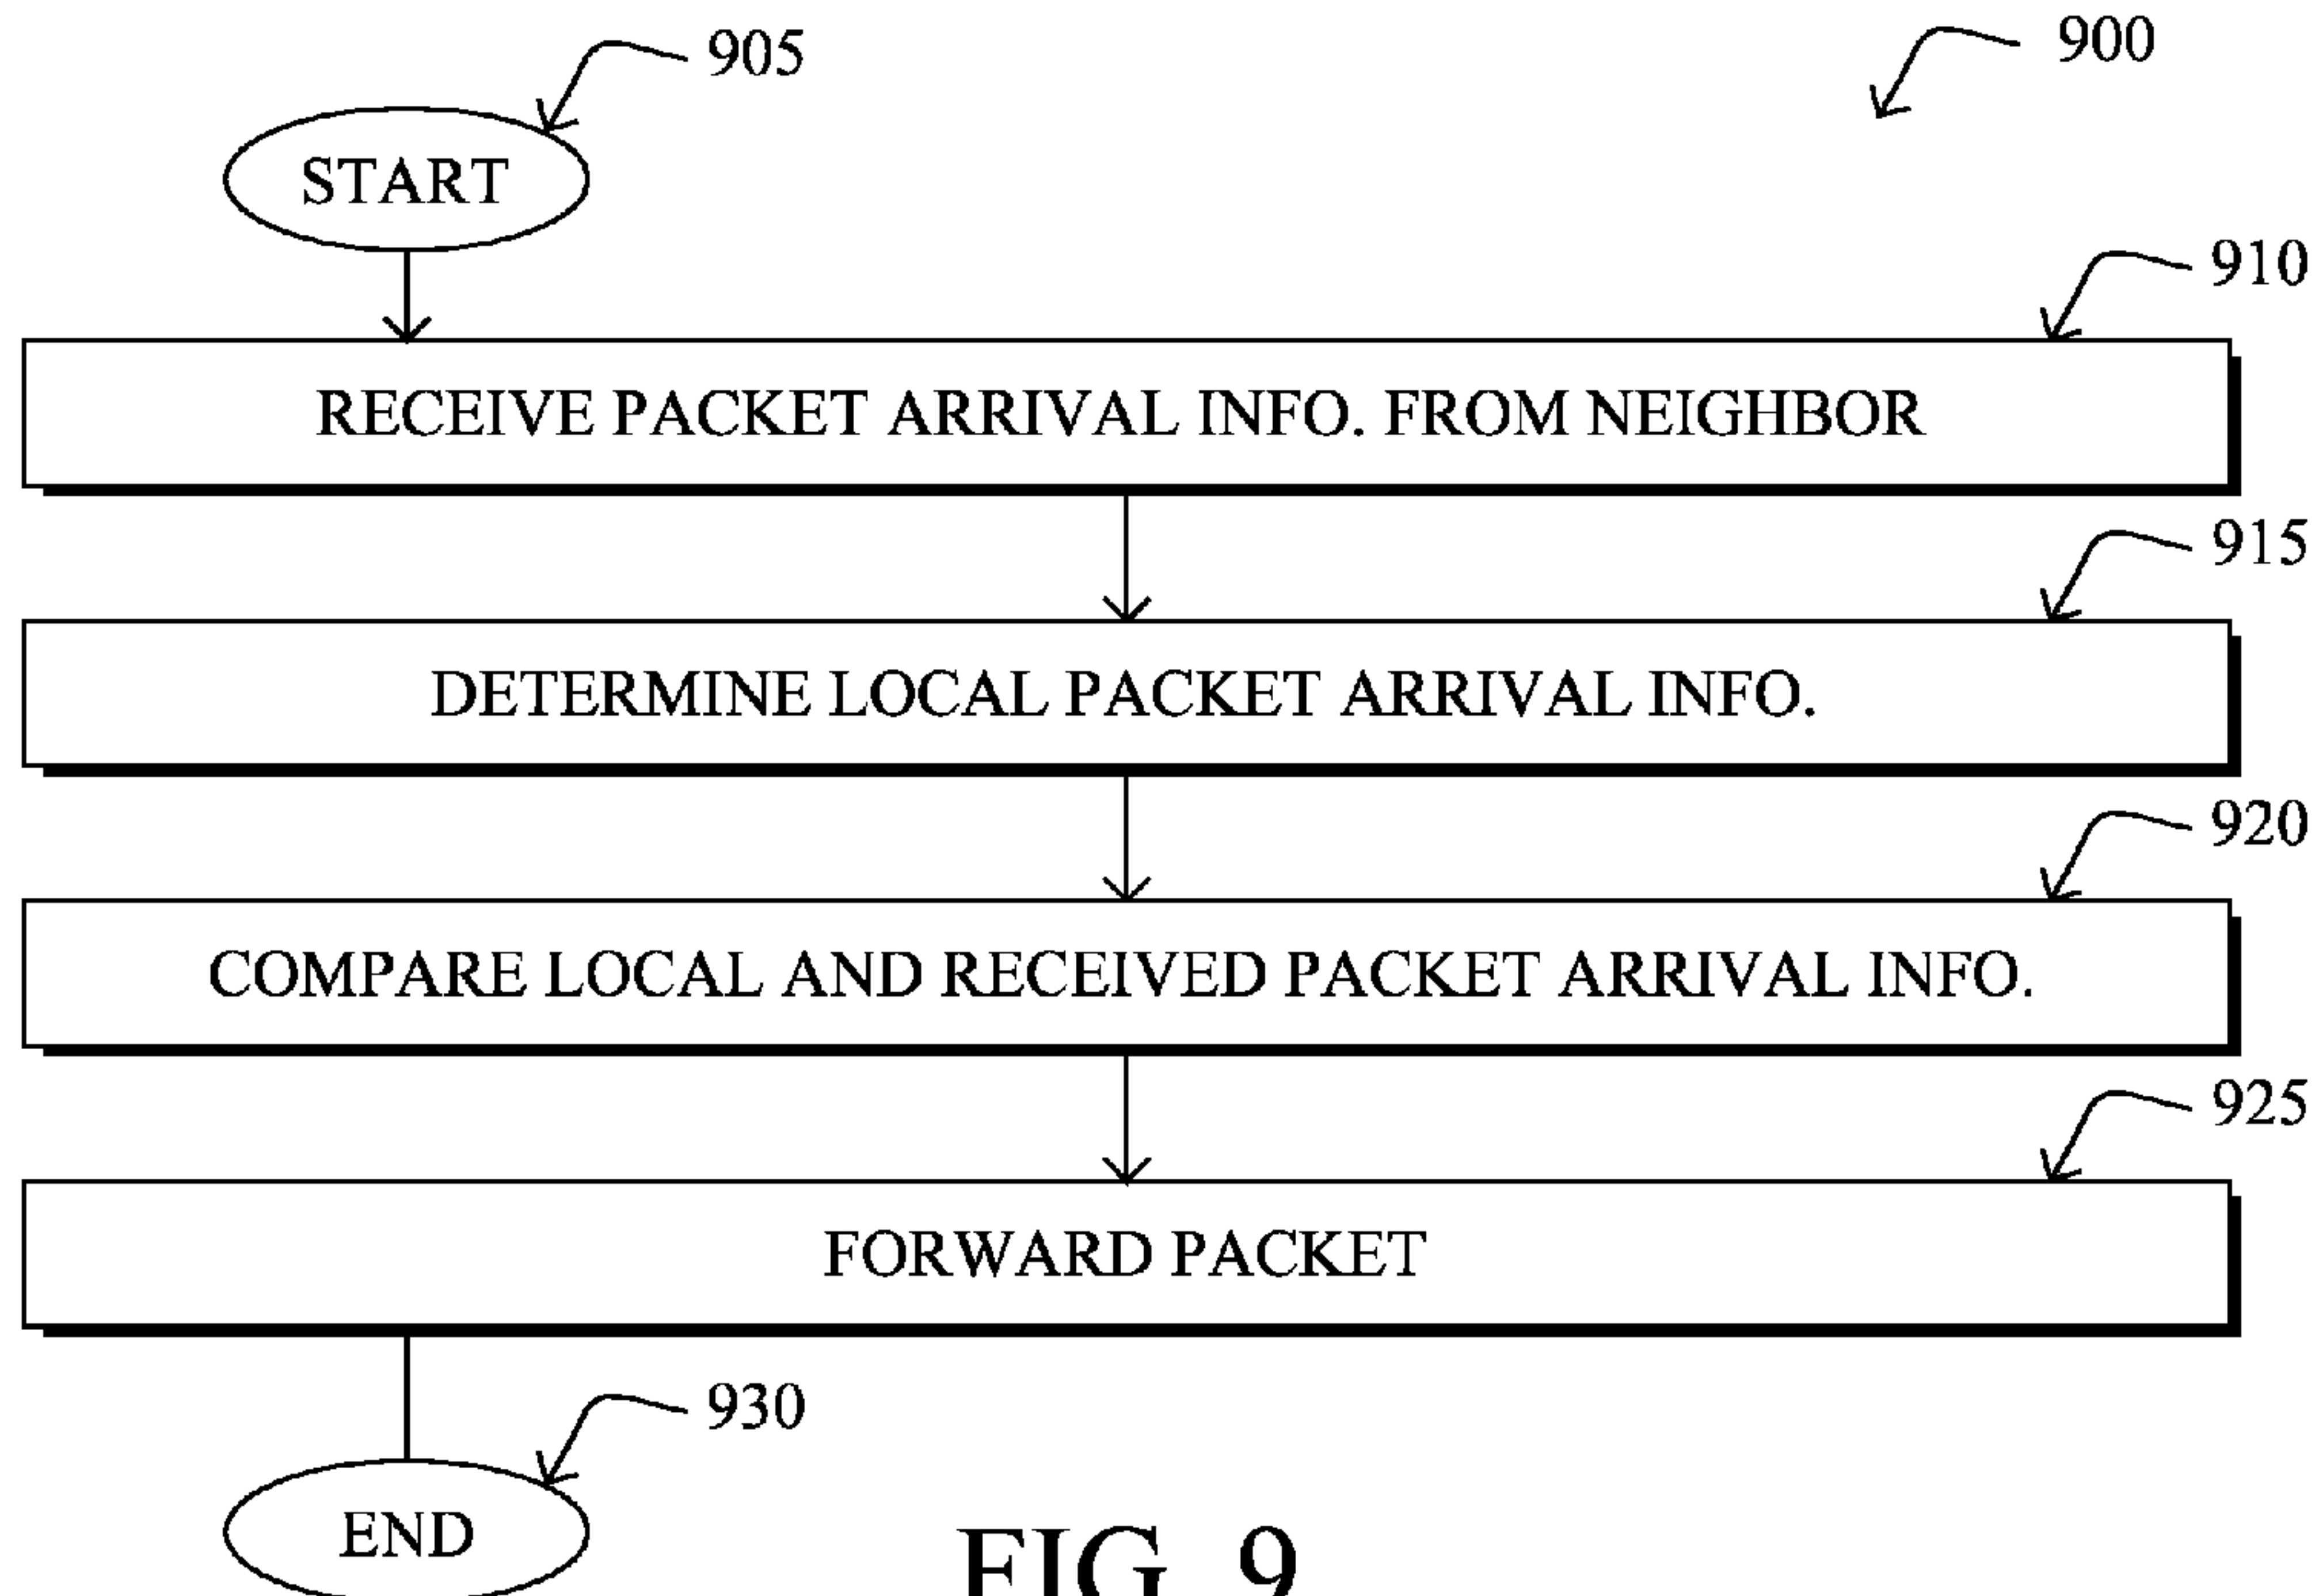 905
900
START
910
RECEIVE PACKET ARRIVAL INFO. FROM NEIGHBOR
915
DETERMINE LOCAL PACKET ARRIVAL INFO.
920
COMPARE LOCAL AND RECEIVED PACKET ARRIVAL INFO.
925
FORWARD PACKET
930
END
FIG. 9